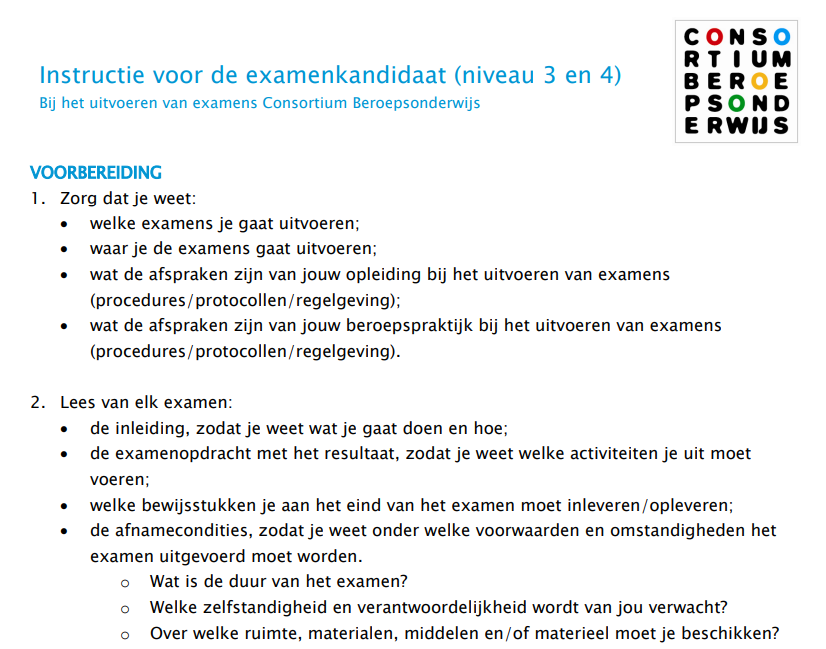 CONSO
RTIUM
BEROE
PSOND
ERWIJS
Instructie voor de examenkandidaat (niveau 3 en 4)
Bij het uitvoeren van examens Consortium Beroepsonderwijs
VOORBEREIDING
1. Zorg dat je weet:
• welke examens je gaat uitvoeren;
• waar je de examens gaat uitvoeren;
• wat de afspraken zijn van jouw opleiding bij het uitvoeren van examens
(procedures/protocollen/regelgeving);
• wat de afspraken zijn van jouw beroepspraktijk bij het uitvoeren van examens
(procedures/protocollen/regelgeving).
2. Lees van elk examen:
• de inleiding, zodat je weet wat je gaat doen en hoe;
• de examenopdracht met het resultaat, zodat je weet welke activiteiten je uit moet
voeren;
• welke bewijsstukken je aan het eind van het examen moet inleveren/opleveren;
• de afnamecondities, zodat je weet onder welke voorwaarden en omstandigheden het
examen uitgevoerd moet worden.
o Wat is de duur van het examen?
o Welke zelfstandigheid en verantwoordelijkheid wordt van jou verwacht?
o Over welke ruimte, materialen, middelen en/of materieel moet je beschikken?